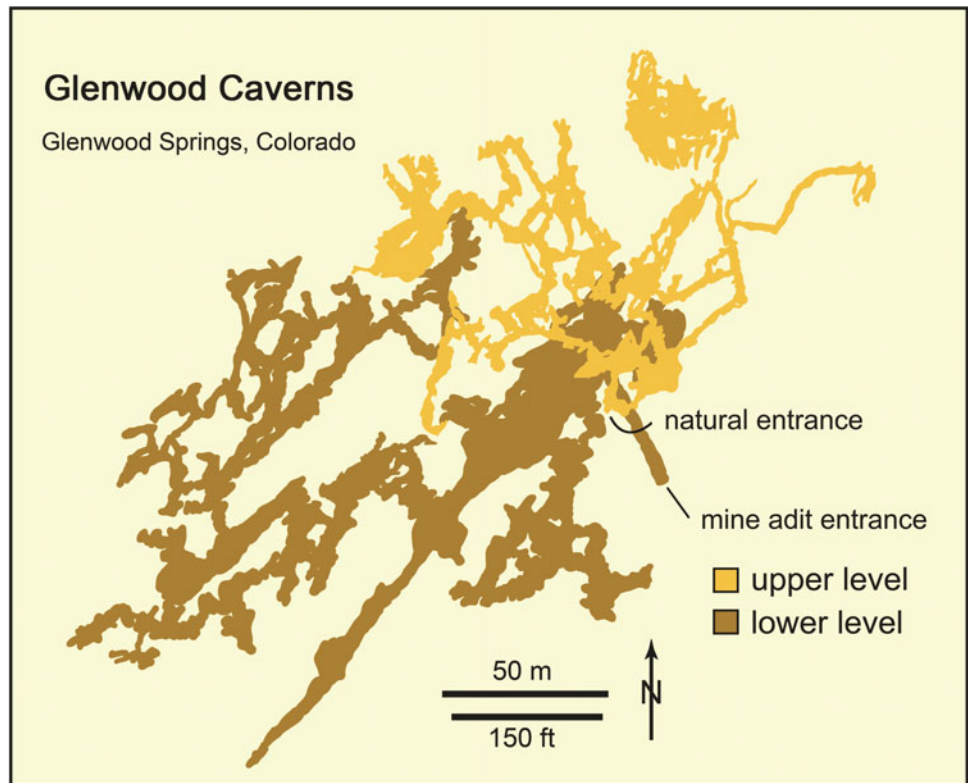 Glenwood Caverns
Glenwood Springs, Colorado
natural entrance
mine adit entrance
upper level
lower level
50 m
150 ft
N